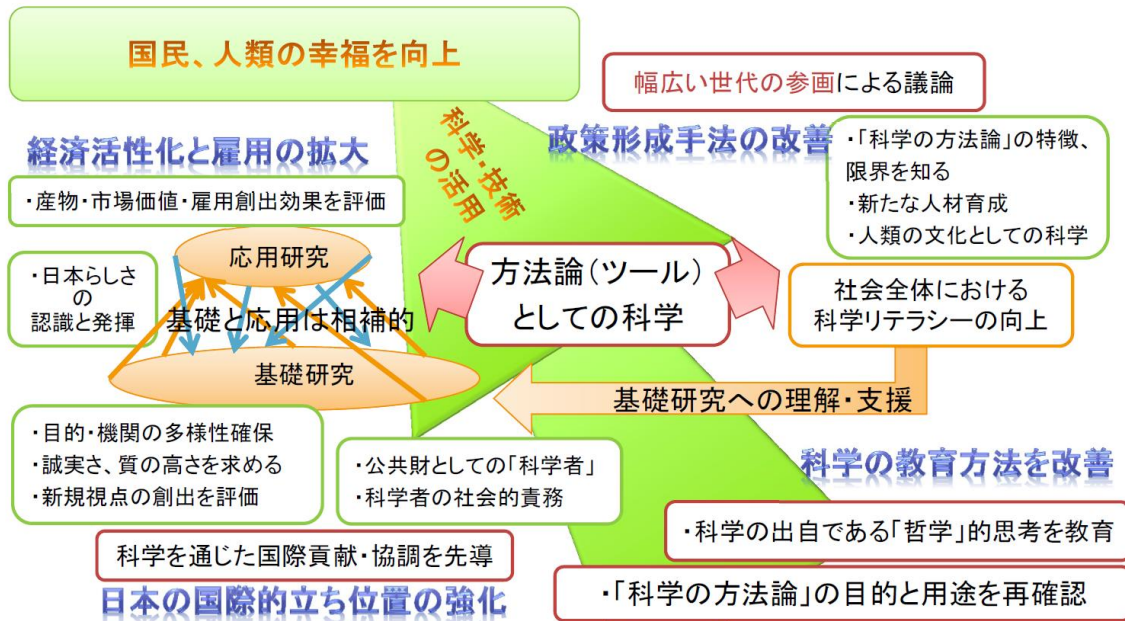 国民、人類の幸福を向上
幅広い世代の参画による議論
科学・技術
の活用
経済活性化と雇用の拡大
政策形成手法の改善
・「科学の方法論」の特徴、
限界を知る
・新たな人材育成
・人類の文化としての科学
・産物・市場価値・雇用創出効果を評価
応用研究
・日本らしさ
の
認識と発揮
基礎と応用は相補的
基礎研究
方法論（ツール）
としての科学
社会全体における
科学リテラシーの向上
基礎研究への理解・支援
・目的・機関の多様性確保
・誠実さ、質の高さを求める
・新規視点の創出を評価
・公共財としての「科学者」
・科学者の社会的責務
科学の教育方法を改善
・科学の出自である「哲学」的思考を教育
・「科学の方法論」の目的と用途を再確認
科学を通じた国際貢献・協調を先導
日本の国際的立ち位置の強化